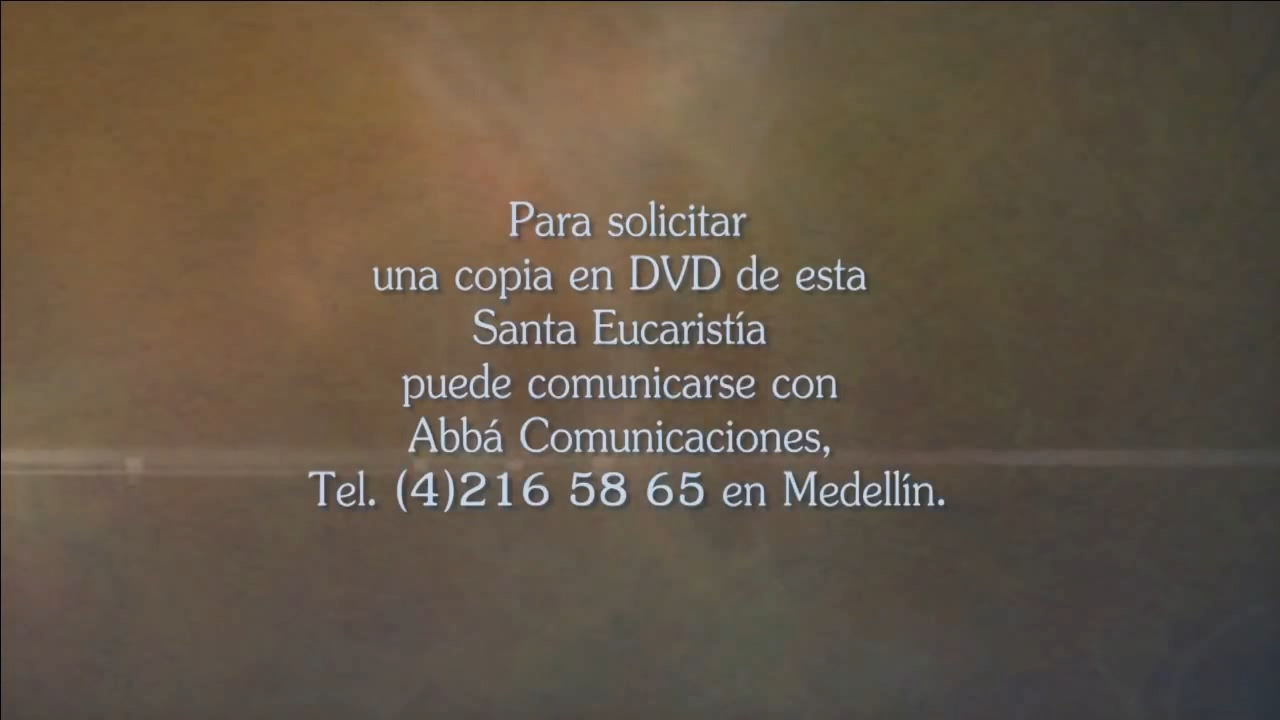 Para solicitar
una copia en DVD de esta
Santa Eucaristía
puede comunicarse con
Abbá Comunicaciones,
Tel. (4)216 58 65 en Medellín.